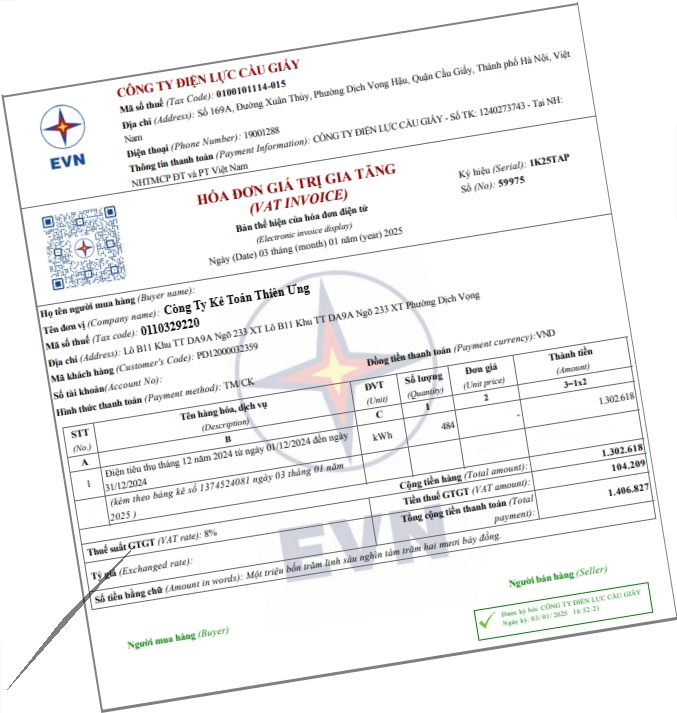 CÔNG TY ĐIỆN LỰC CẦU GIẤY
Mã số thuế (Tax Code): 0100101114-015
Địa chỉ (Address): Số 169A, Đường Xuân Thủy, Phường Dịch Vọng Hậu, Quận Cầu Giấy, Thành phố Hà Nội, Việt
Nam
Điện thoại (Phone Number): 19001288
Thông tin thanh toán (Payment Information): CÔNG TY ĐIỆN LỰC CẦU GIẤY - Số TK: 1240273743 - Tại NH:
NHTMCP ĐT và PT Việt Nam
EVN
HÓA ĐƠN GIÁ TRỊ GIA TĂNG
(VAT INVOICE)
Bản thể hiện của hóa đơn điện tử
(Electronic invoice display)
Ngày (Date) 03 tháng (month) 01 năm (year) 2025
Ký hiệu (Serial): 1K25TAP
Số (No): 59975
Họ tên người mua hàng (Buyer name):
Tên đơn vị (Company name): Công Ty Kế Toán Thiên Ưng
Mã số thuế (Tax code): 0110329220
Địa chỉ (Address): Lô B11 Khu TT DA9A Ngõ 233 XT Lô B11 Khu TT DA9A Ngõ 233 XT Phường Dịch Vọng
Mã khách hàng (Customer's Code): PD12000032359
Số tài khoản(Account No):
Hình thức thanh toán (Payment method): TM/CK
Đồng tiền thanh toán (Payment currency):VND
STT (No.) Tên hàng hóa, dịch vụ (Description) ĐVT (Unit) Số lượng (Quantity) Đơn giá (Unit price) Thành tiền (Amount)
A B C 1 2 3=1x2
1 Điện tiêu thụ tháng 12 năm 2024 từ ngày 01/12/2024 đến ngày 31/12/2024 kWh 484 - 1.302.618
(kèm theo bảng kê số 1374524081 ngày 03 tháng 01 năm
2025 )
Cộng tiền hàng (Total amount): 1.302.618
Thuế suất GTGT (VAT rate): 8% Tiền thuế GTGT (VAT amount): 104.209
Tổng cộng tiền thanh toán (Total payment): 1.406.827
Tỷ giá (Exchanged rate):
Số tiền bằng chữ (Amount in words): Một triệu bốn trăm linh sáu nghìn tám trăm hai mươi bảy đồng.
EVN
Người mua hàng (Buyer)
Người bán hàng (Seller)
Được ký bởi: CÔNG TY ĐIỆN LỰC CẦU GIẤY
Ngày ký: 03/ 01/ 2025 16:52:21